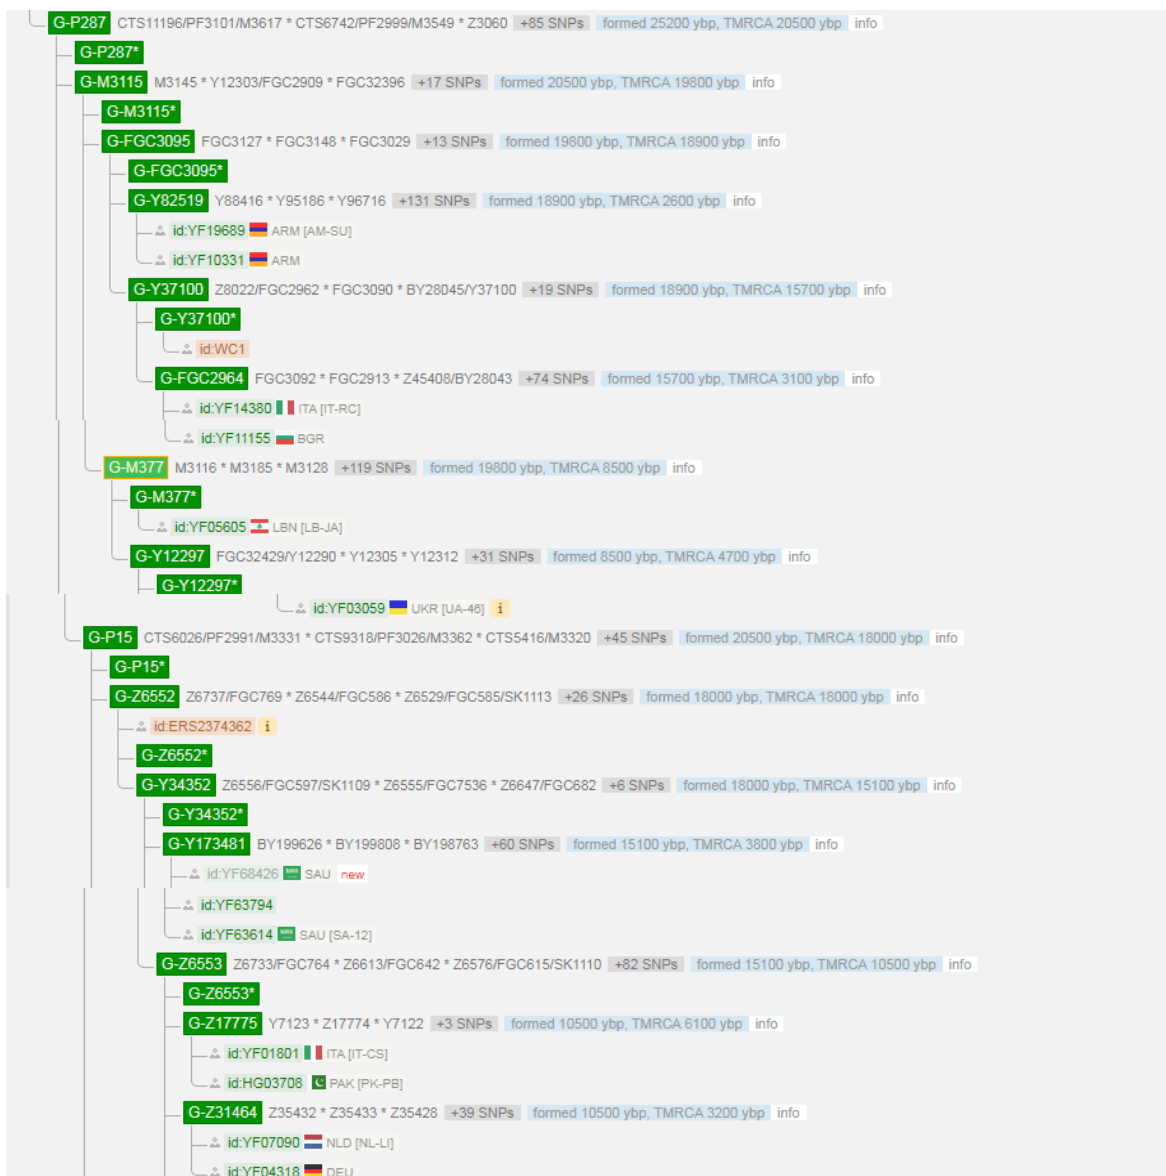 G-P287 CTS11196/PF3101/M3617 * CTS6742/PF2999/M3549 * Z3060 +85 SNPs formed 25200 ybp, TMRCA 20500 ybp info
G-P287*
G-M3115 M3145 * Y12303/FGC2909 * FGC32396 +17 SNPs formed 20500 ybp, TMRCA 19800 ybp info
G-M3115*
G-FGC3095 FGC3127 * FGC3148 * FGC3029 +13 SNPs formed 19800 ybp, TMRCA 18900 ybp info
G-FGC3095*
G-Y82519 Y88416 * Y95186 * Y96716 +131 SNPs formed 18900 ybp, TMRCA 2600 ybp info
id:YF19689 ARM [AM-SU]
id:YF10331 ARM
G-Y37100 Z8022/FGC2962 * FGC3090 * BY28045/Y37100 +19 SNPs formed 18900 ybp, TMRCA 15700 ybp info
G-Y37100*
id:WC1
G-FGC2964 FGC3092 * FGC2913 * Z45408/BY28043 +74 SNPs formed 15700 ybp, TMRCA 3100 ybp info
id:YF14380 ITA [IT-RC]
id:YF11155 BGR
G-M377 M3116 * M3185 * M3128 +119 SNPs formed 19800 ybp, TMRCA 8500 ybp info
G-M377*
id:YF05605 LBN [LB-JA]
G-Y12297 FGC32429/Y12290 * Y12305 * Y12312 +31 SNPs formed 8500 ybp, TMRCA 4700 ybp info
G-Y12297*
id:YF03059 UKR [UA-46] i
G-P15 CTS6026/PF2991/M3331 * CTS9318/PF3026/M3362 * CTS5416/M3320 +45 SNPs formed 20500 ybp, TMRCA 18000 ybp info
G-P15*
G-Z6552 Z6737/FGC769 * Z6544/FGC586 * Z6529/FGC585/SK1113 +26 SNPs formed 18000 ybp, TMRCA 18000 ybp info
id:ERS2374362 i
G-Z6552*
G-Y34352 Z6556/FGC597/SK1109 * Z6555/FGC7536 * Z6647/FGC682 +6 SNPs formed 18000 ybp, TMRCA 15100 ybp info
G-Y34352*
G-Y173481 BY199626 * BY199808 * BY198763 +60 SNPs formed 15100 ybp, TMRCA 3800 ybp info
id:YF68426 SAU new
id:YF63794
id:YF63614 SAU [SA-12]
G-Z6553 Z6733/FGC764 * Z6613/FGC642 * Z6576/FGC615/SK1110 +82 SNPs formed 15100 ybp, TMRCA 10500 ybp info
G-Z6553*
G-Z17775 Y7123 * Z17774 * Y7122 +3 SNPs formed 10500 ybp, TMRCA 6100 ybp info
id:YF01801 ITA [IT-CS]
id:HG03708 PAK [PK-PB]
G-Z31464 Z35432 * Z35433 * Z35428 +39 SNPs formed 10500 ybp, TMRCA 3200 ybp info
id:YF07090 NLD [NL-LI]
id:YF04318 DEU